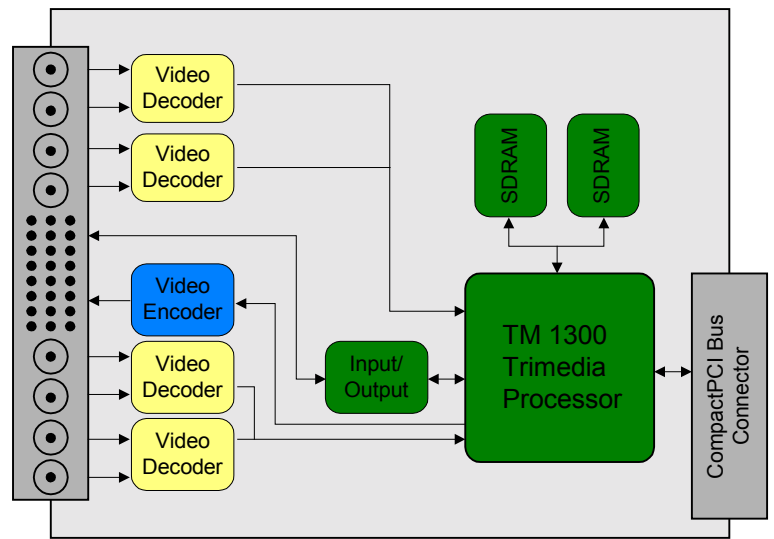 Video
Decoder
Video
Decoder
SDRAM
SDRAM
Video
Encoder
TM 1300
Trimedia
Processor
Input/
Output
Video
Decoder
Video
Decoder
CompactPCI Bus
Connector